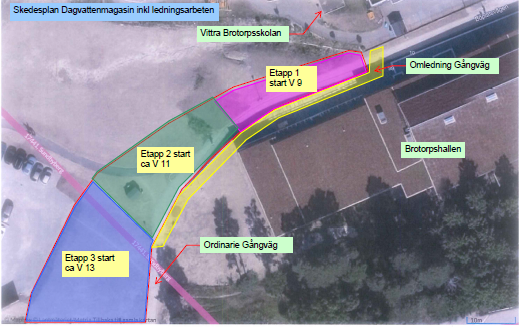 Skedesplan Dagvattenmagasin inkl ledningsarbeten
Vittra Brotorpsskolan
Etapp 1
start V 9
Omledning Gångväg
Brotorpshallen
Etapp 2 start
ca V 11
Ordinarie Gångväg
Etapp 3 start
ca V 13
10m